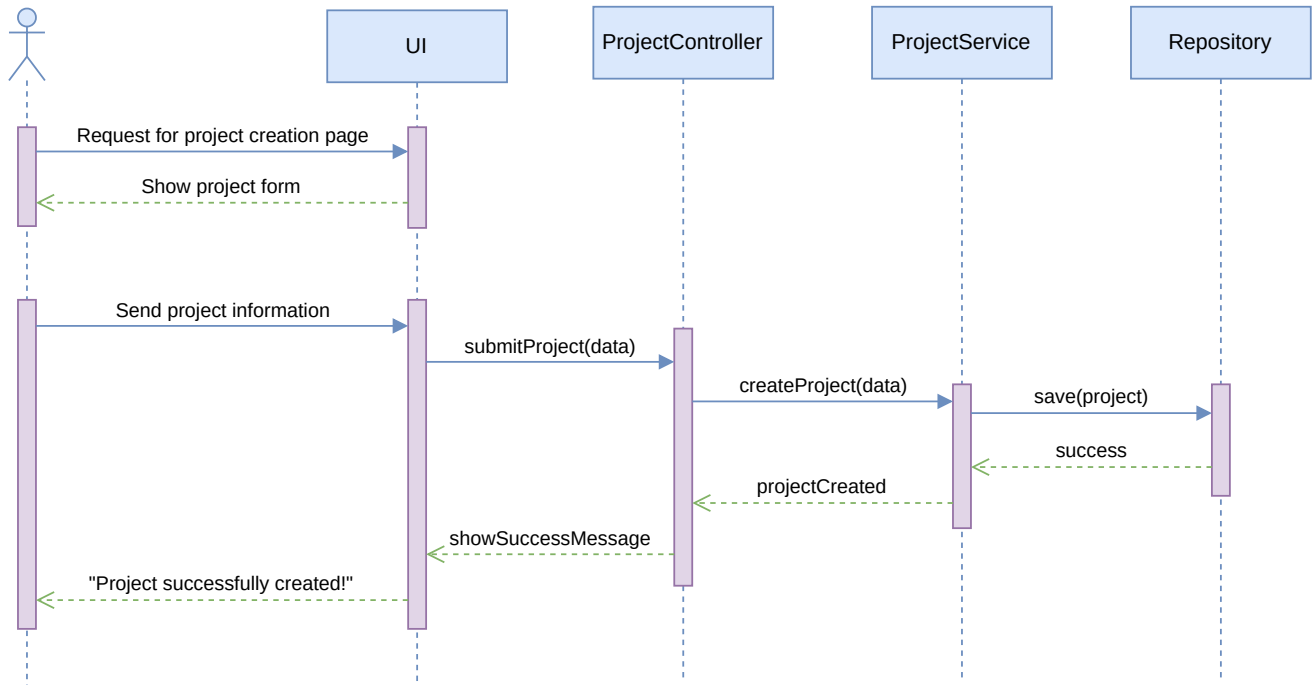 UI
ProjectController
ProjectService
Repository
Request for project creation page
Show project form
Send project information
submitProject(data)
createProject(data)
save(project)
success
projectCreated
showSuccessMessage
"Project successfully created!"